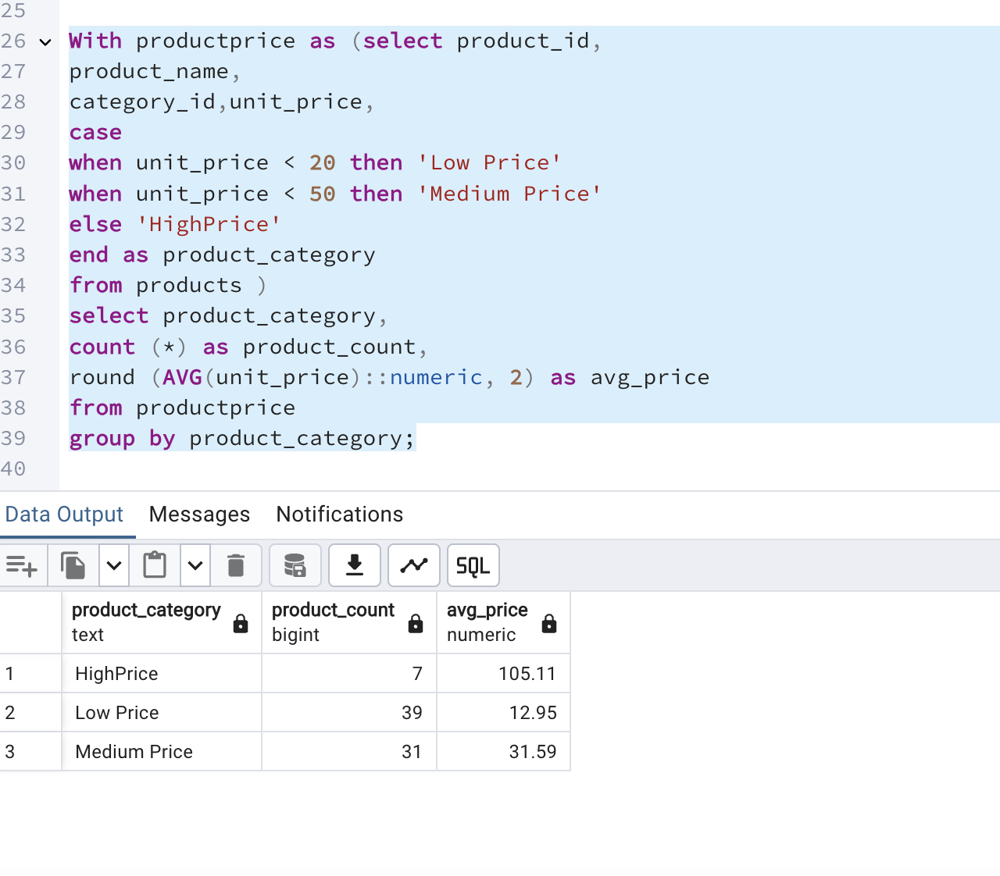 25
26 With productprice as (select product_id,
27 product_name,
28 category_id,unit_price,
29 case
30 when unit_price < 20 then 'Low Price'
31 when unit_price < 50 then 'Medium Price'
32 else 'HighPrice'
33 end as product_category
34 from products )
35 select product_category,
36 count (*) as product_count,
37 round (AVG(unit_price)::numeric, 2) as avg_price
38 from productprice
39 group by product_category;
40
Data Output Messages Notifications
SQL
product_category product_count avg_price
text bigint numeric
1 HighPrice 7 105.11
2 Low Price 39 12.95
3 Medium Price 31 31.59